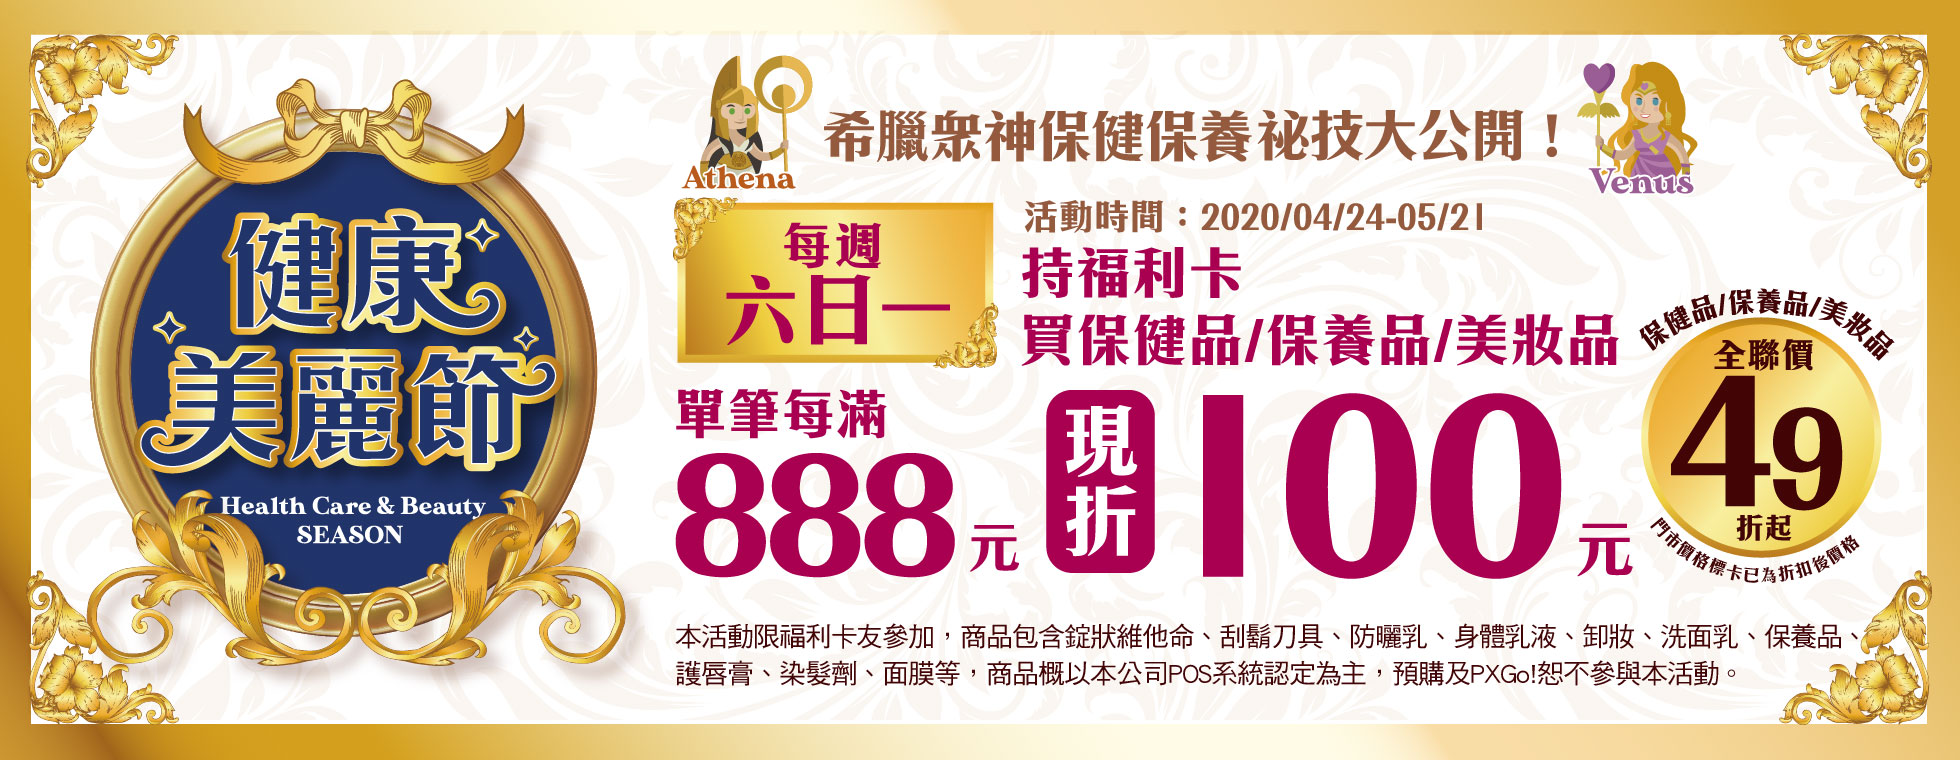 健康
美麗節
Health Care & Beauty
SEASON
Athena
希臘眾神保健保養祕技大公開！
Venus
每週
六日一
活動時間：2020/04/24-05/21
持福利卡
買保健品/保養品/美妝品
單筆每滿
888元
現折
100元
保健品/保養品/美妝品
全聯價
49
折起
門市價格標卡已為折扣後價格
本活動限福利卡友參加，商品包含錠狀維他命、刮鬍刀具、防曬乳、身體乳液、卸妝、洗面乳、保養品、
護唇膏、染髮劑、面膜等，商品概以本公司POS系統認定為主，預購及PXGo!恕不參與本活動。